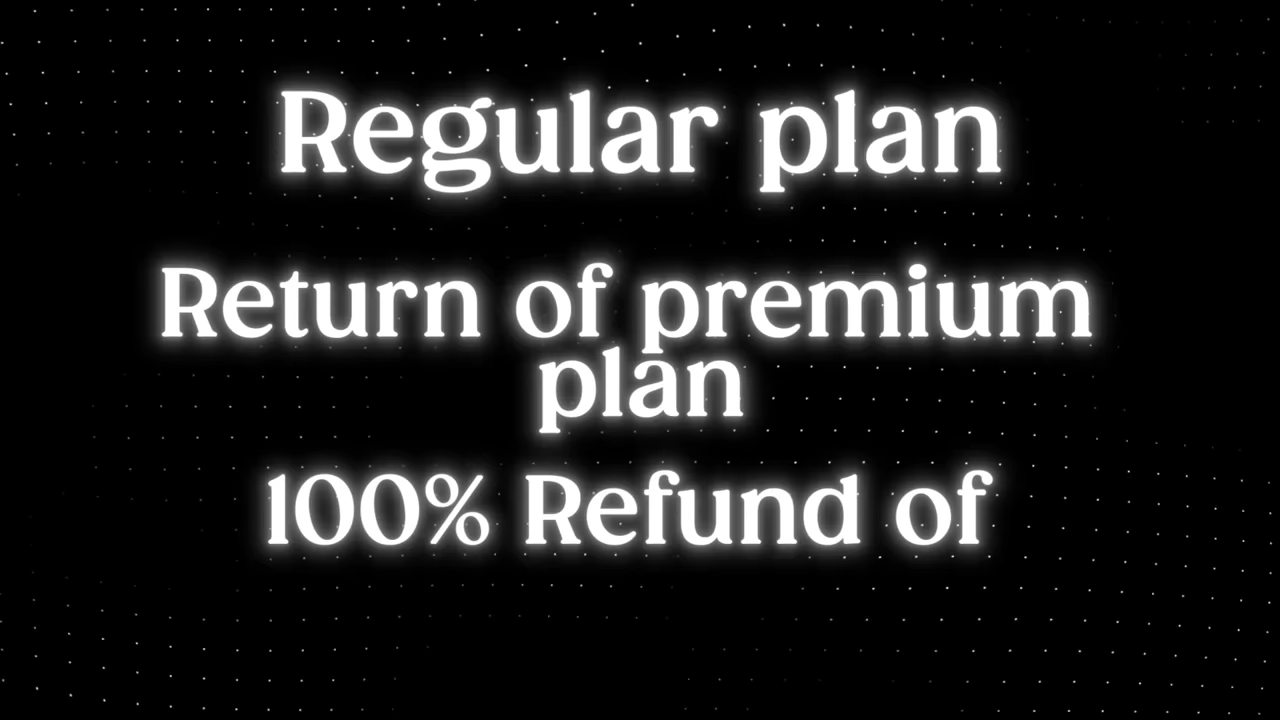 Regular plan
Return of premium
plan
100% Refund of